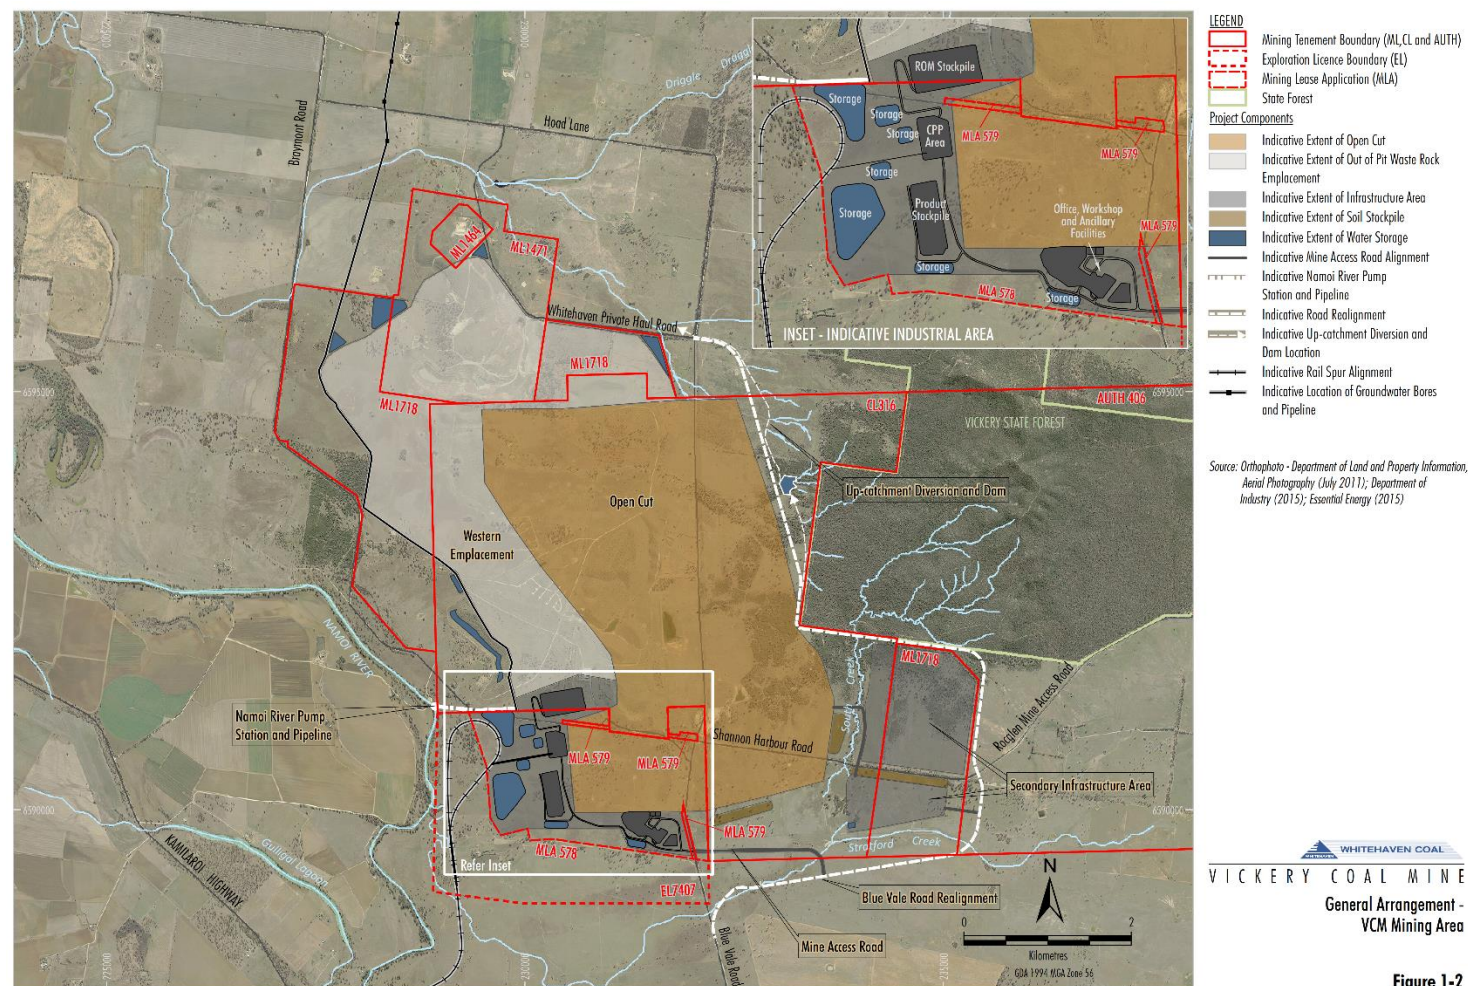 LEGEND
Mining Tenement Boundary (ML,CL and AUTH)
Exploration Licence Boundary (EL)
Mining Lease Application (MLA)
State Forest
Project Components
Indicative Extent of Open Cut
Indicative Extent of Out of Pit Waste Rock
Emplacement
Indicative Extent of Infrastructure Area
Indicative Extent of Soil Stockpile
Indicative Extent of Water Storage
Indicative Mine Access Road Alignment
Indicative Namoi River Pump
Station and Pipeline
Indicative Road Realignment
Indicative Up-catchment Diversion and
Dam Location
Indicative Rail Spur Alignment
Indicative Location of Groundwater Bores
and Pipeline
Source: Orthophoto - Department of Land and Property Information,
Aerial Photography (July 2011); Department of
Industry (2015); Essential Energy (2015)
WHITEHAVEN COAL
VICKERY COAL MINE
General Arrangement -
VCM Mining Area
Figure 1-2
Braymont Road
Hoad Lane
Driggle Draggle
ML1464
ML1471
Whitehaven Private Haul Road
ML1718
ML1718
CL316
AUTH 406
VICKERY STATE FOREST
6595000
6595000
Up-catchment Diversion and Dam
Open Cut
Western
Emplacement
NAMOI RIVER
Namoi River Pump
Station and Pipeline
ML1718
South Creek
Rocglen Mine Access Road
Shannon Harbour Road
MLA 579
MLA 579
MLA 579
MLA 578
Secondary Infrastructure Area
6590000
6590000
Stratford Creek
KAMILAROI HIGHWAY
Gulligal Lagoon
Refer Inset
EL7407
Blue Vale Road Realignment
Mine Access Road
Blue Vale Road
225000
230000
235000
N
0
2
Kilometres
GDA 1994 MGA Zone 56
ROM Stockpile
Storage
Storage
Storage
CPP
Area
MLA 579
MLA 579
Storage
Storage
Product
Stockpile
Office, Workshop
and Ancillary
Facilities
MLA 579
Storage
MLA 578
Storage
INSET - INDICATIVE INDUSTRIAL AREA